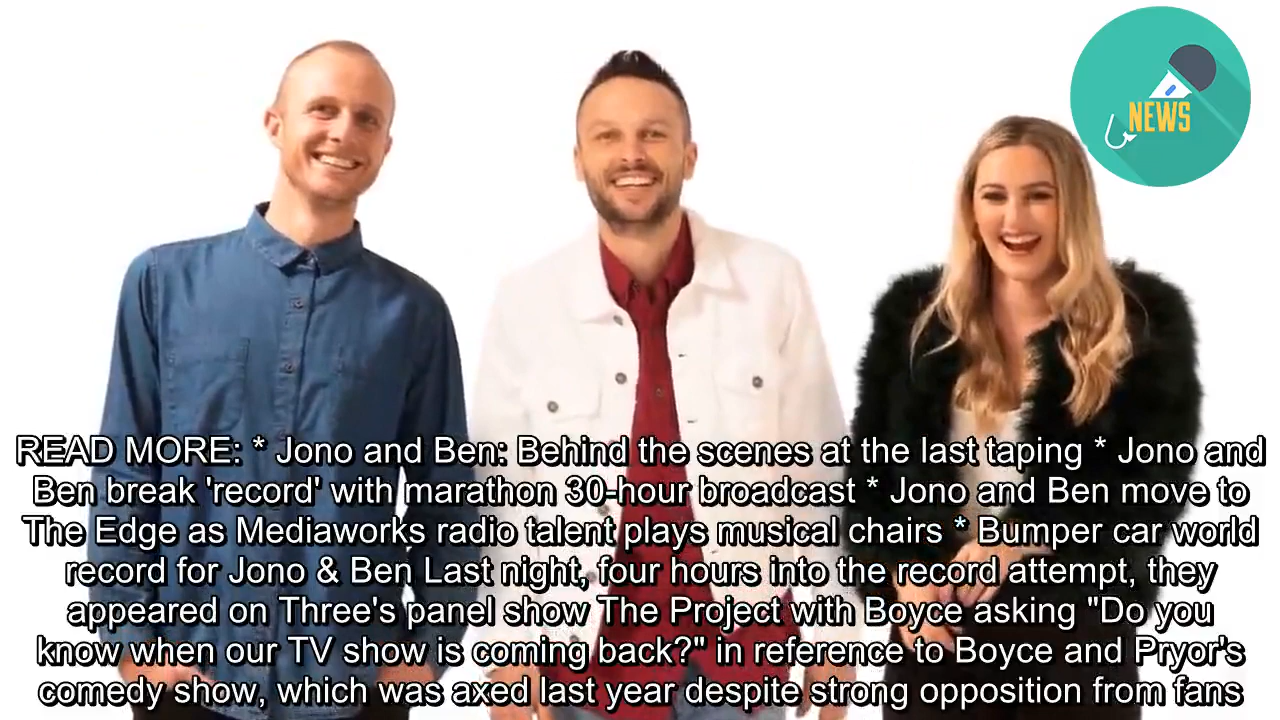 NEWS
READ MORE: * Jono and Ben: Behind the scenes at the last taping * Jono and
Ben break 'record' with marathon 30-hour broadcast * Jono and Ben move to
The Edge as Mediaworks radio talent plays musical chairs * Bumper car world
record for Jono & Ben Last night, four hours into the record attempt, they
appeared on Three's panel show The Project with Boyce asking "Do you
know when our TV show is coming back?" in reference to Boyce and Pryor's
comedy show, which was axed last year despite strong opposition from fans